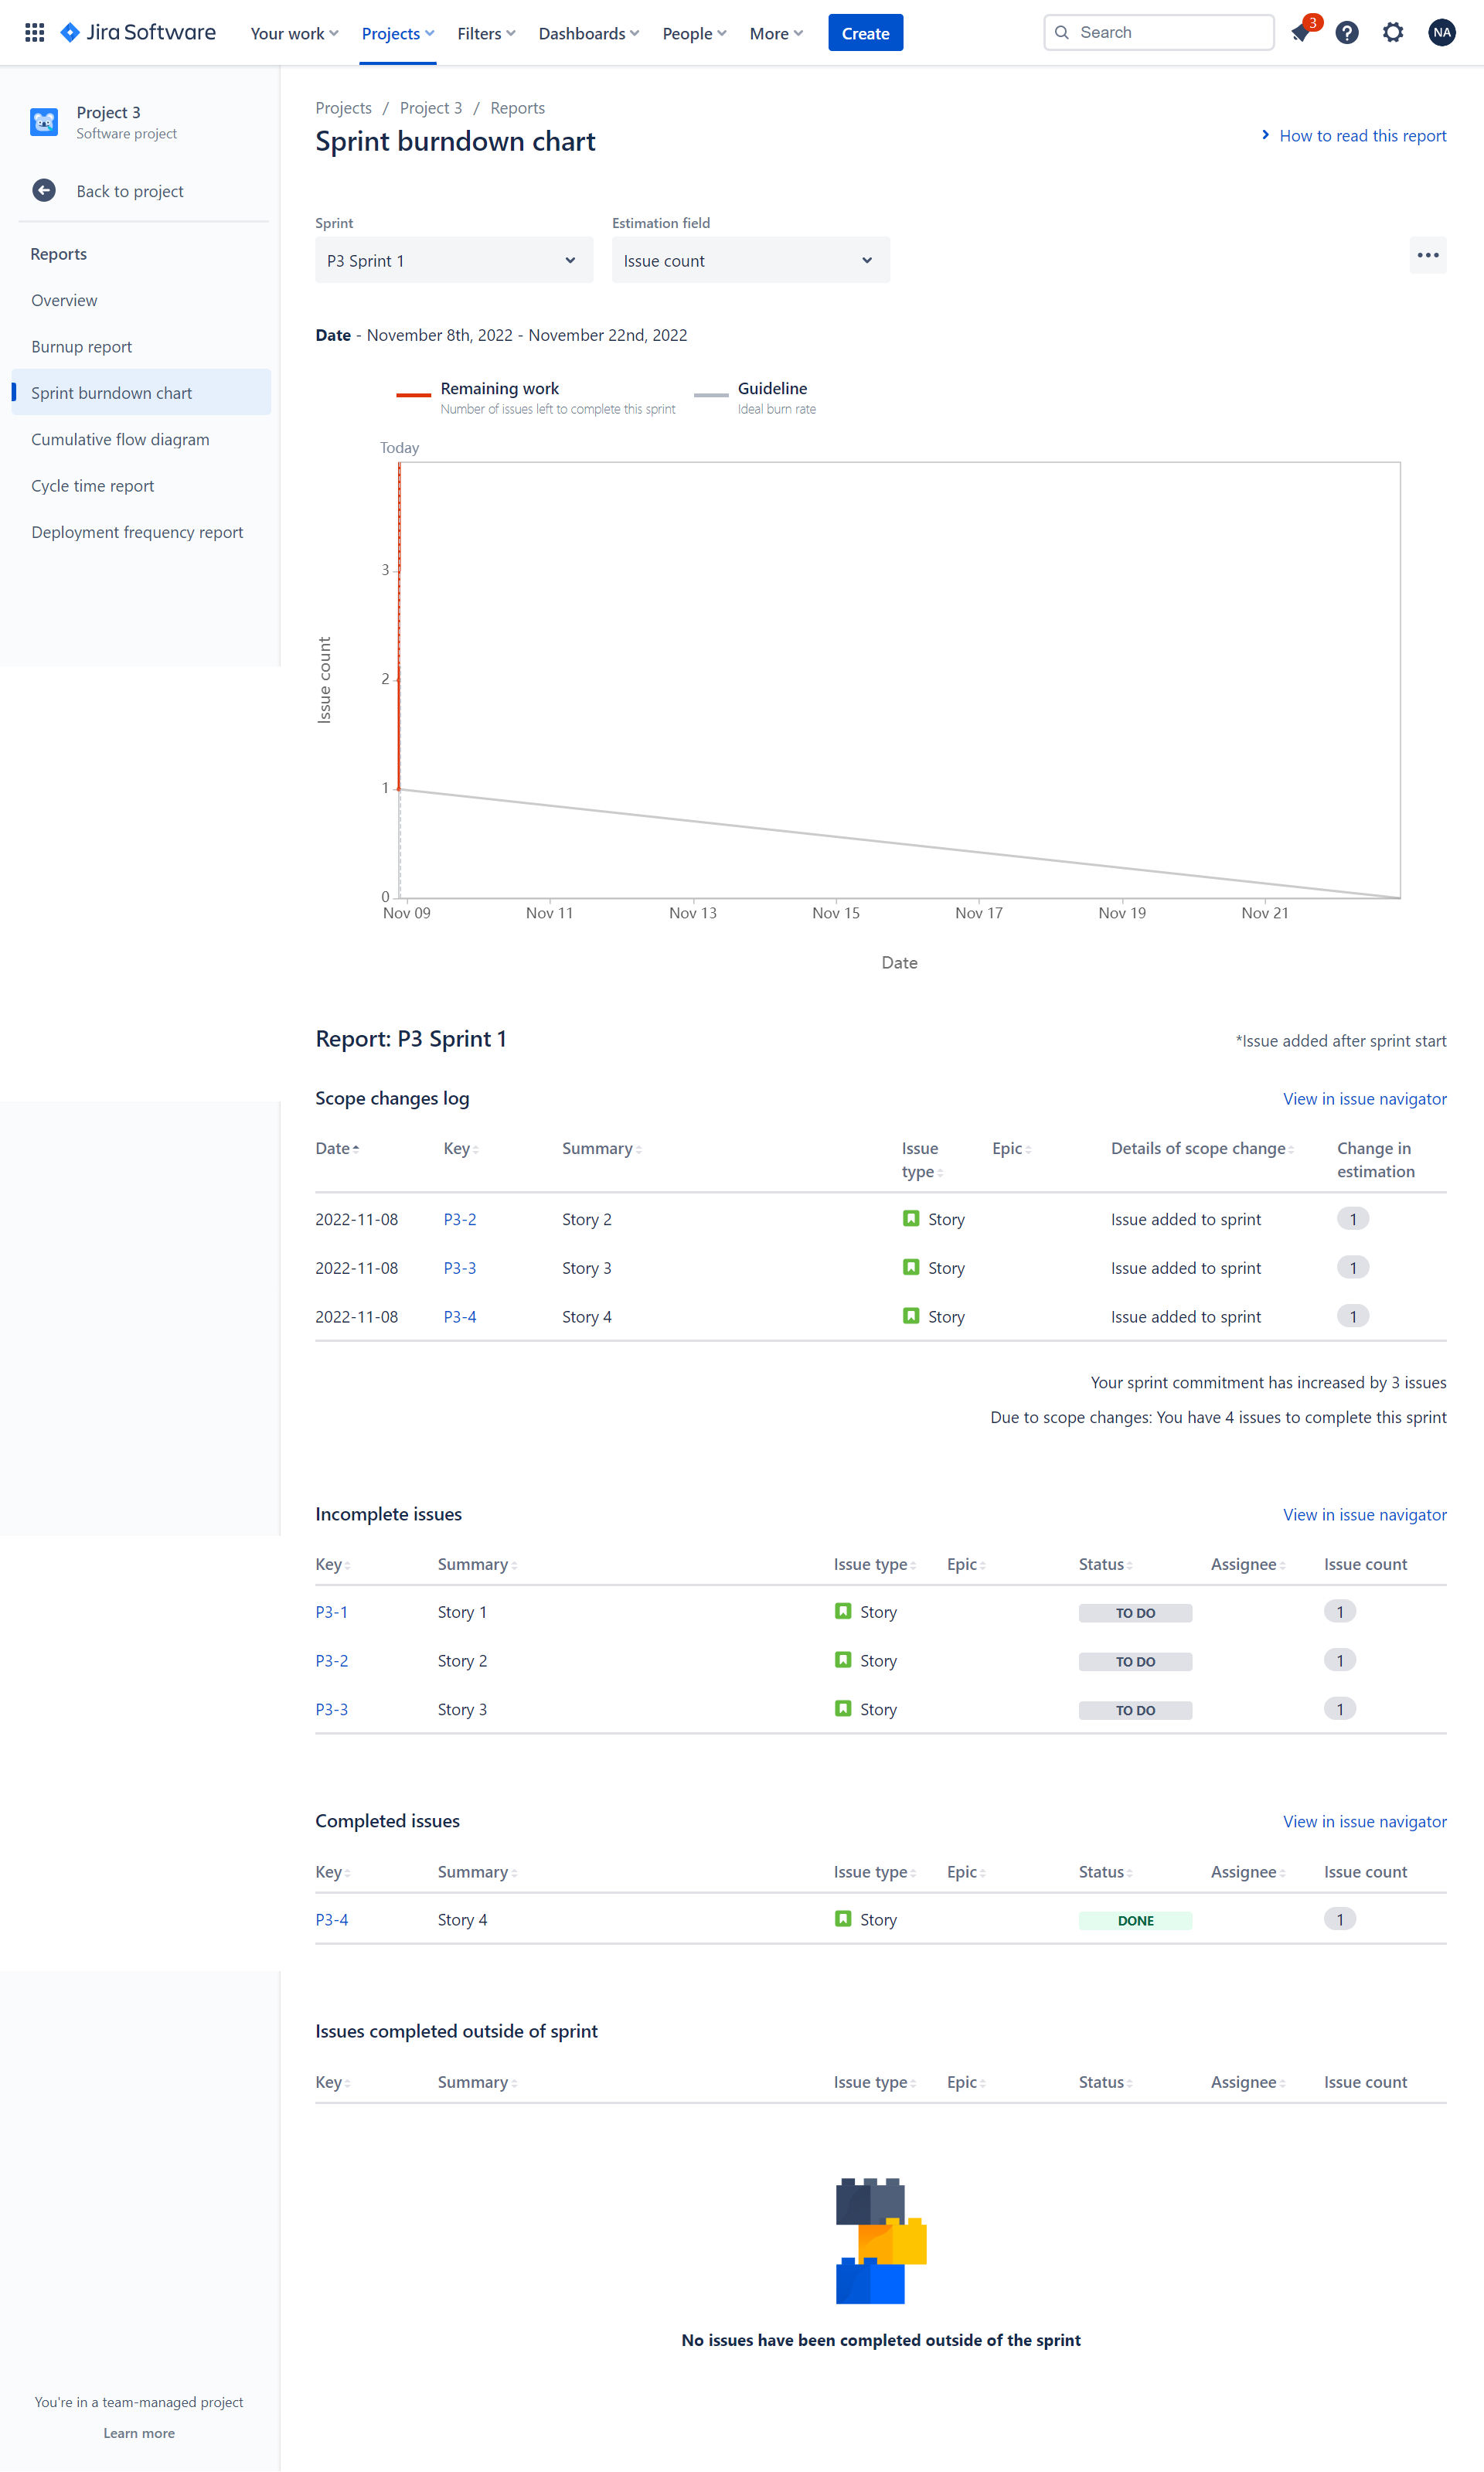 Jira Software Your work Projects Filters Dashboards People More Create Search 3 NA
Project 3
Software project
Back to project
Reports
Overview
Burnup report
Sprint burndown chart
Cumulative flow diagram
Cycle time report
Deployment frequency report
Projects / Project 3 / Reports
Sprint burndown chart
How to read this report
Sprint Estimation field
P3 Sprint 1 Issue count
Date - November 8th, 2022 - November 22nd, 2022
Remaining work Guideline
Number of issues left to complete this sprint Ideal burn rate
Today
3
2
1
0
Issue count
Nov 09 Nov 11 Nov 13 Nov 15 Nov 17 Nov 19 Nov 21
Date
Report: P3 Sprint 1 *Issue added after sprint start
Scope changes log View in issue navigator
Date Key Summary Issue type Epic Details of scope change Change in estimation
2022-11-08 P3-2 Story 2 Story Issue added to sprint 1
2022-11-08 P3-3 Story 3 Story Issue added to sprint 1
2022-11-08 P3-4 Story 4 Story Issue added to sprint 1
Your sprint commitment has increased by 3 issues
Due to scope changes: You have 4 issues to complete this sprint
Incomplete issues View in issue navigator
Key Summary Issue type Epic Status Assignee Issue count
P3-1 Story 1 Story TO DO 1
P3-2 Story 2 Story TO DO 1
P3-3 Story 3 Story TO DO 1
Completed issues View in issue navigator
Key Summary Issue type Epic Status Assignee Issue count
P3-4 Story 4 Story DONE 1
Issues completed outside of sprint
Key Summary Issue type Epic Status Assignee Issue count
No issues have been completed outside of the sprint
You're in a team-managed project
Learn more